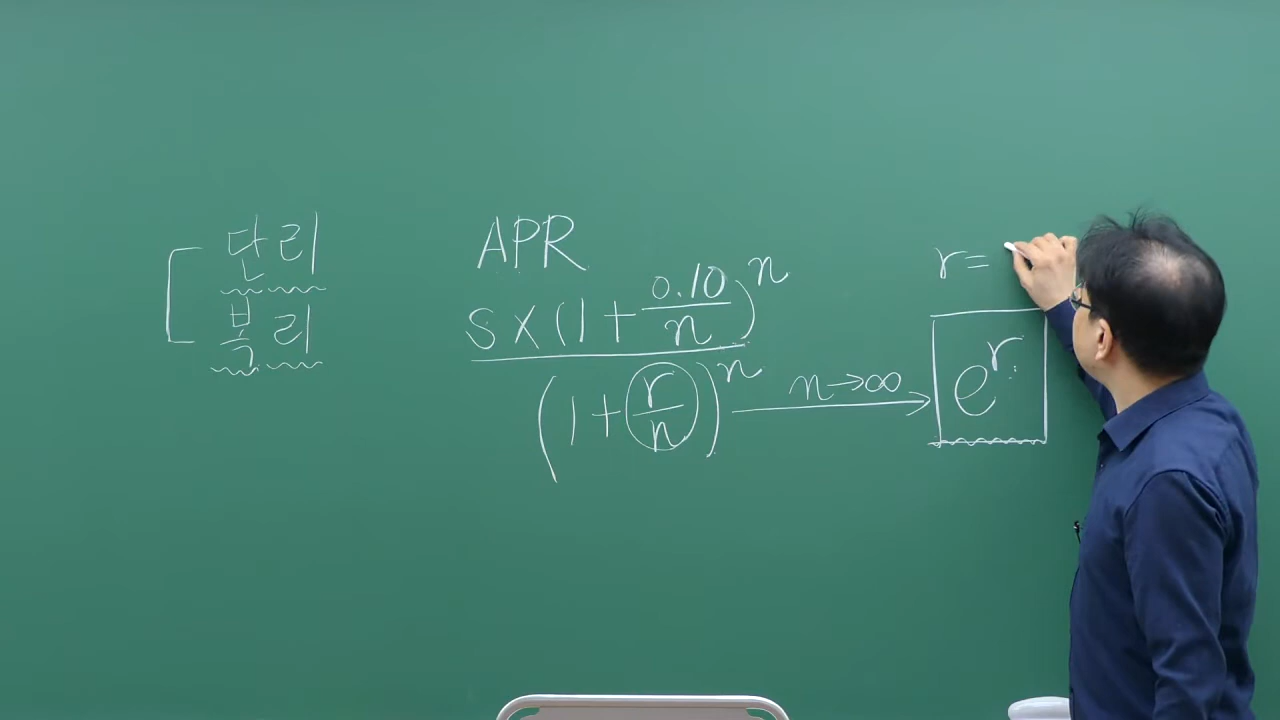 단리
복리
APR
S×(1+0.10/n)^n
(1+r/n)^n n→∞ e^r
r=